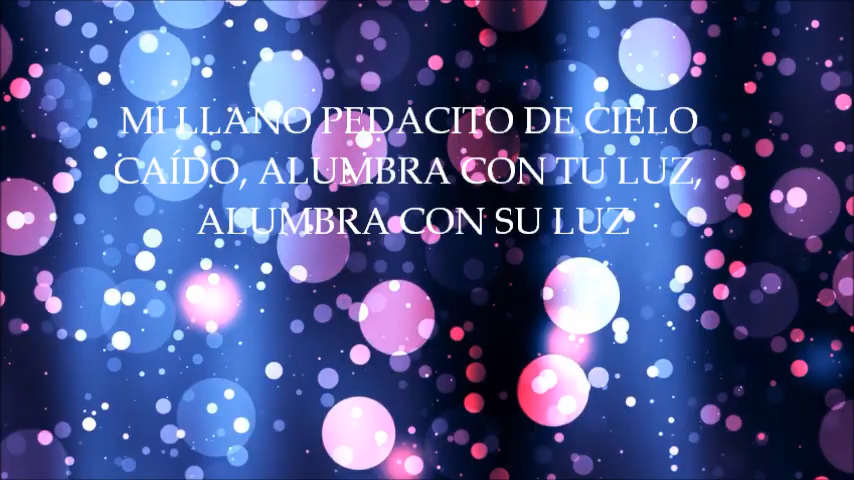 MI LLANO PEDACITO DE CIELO
CAÍDO, ALUMBRA CON TU LUZ,
ALUMBRA CON SU LUZ